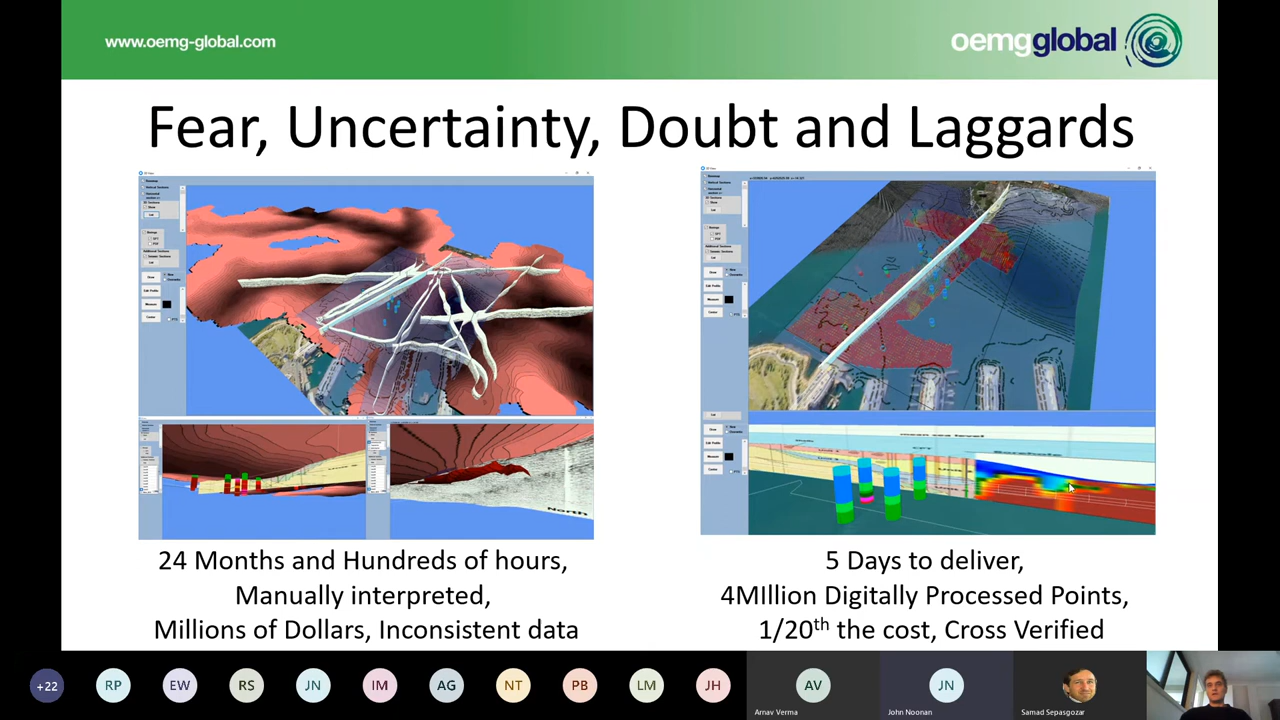 www.oemg-global.com
oemgglobal
Fear, Uncertainty, Doubt and Laggards
North
24 Months and Hundreds of hours,
Manually interpreted,
Millions of Dollars, Inconsistent data
5 Days to deliver,
4MIllion Digitally Processed Points,
1/20th the cost, Cross Verified
+22
RP
EW
RS
JN
IM
AG
NT
PB
LM
JH
AV
JN
Arnav Verma
John Noonan
Samad Sepasgozar